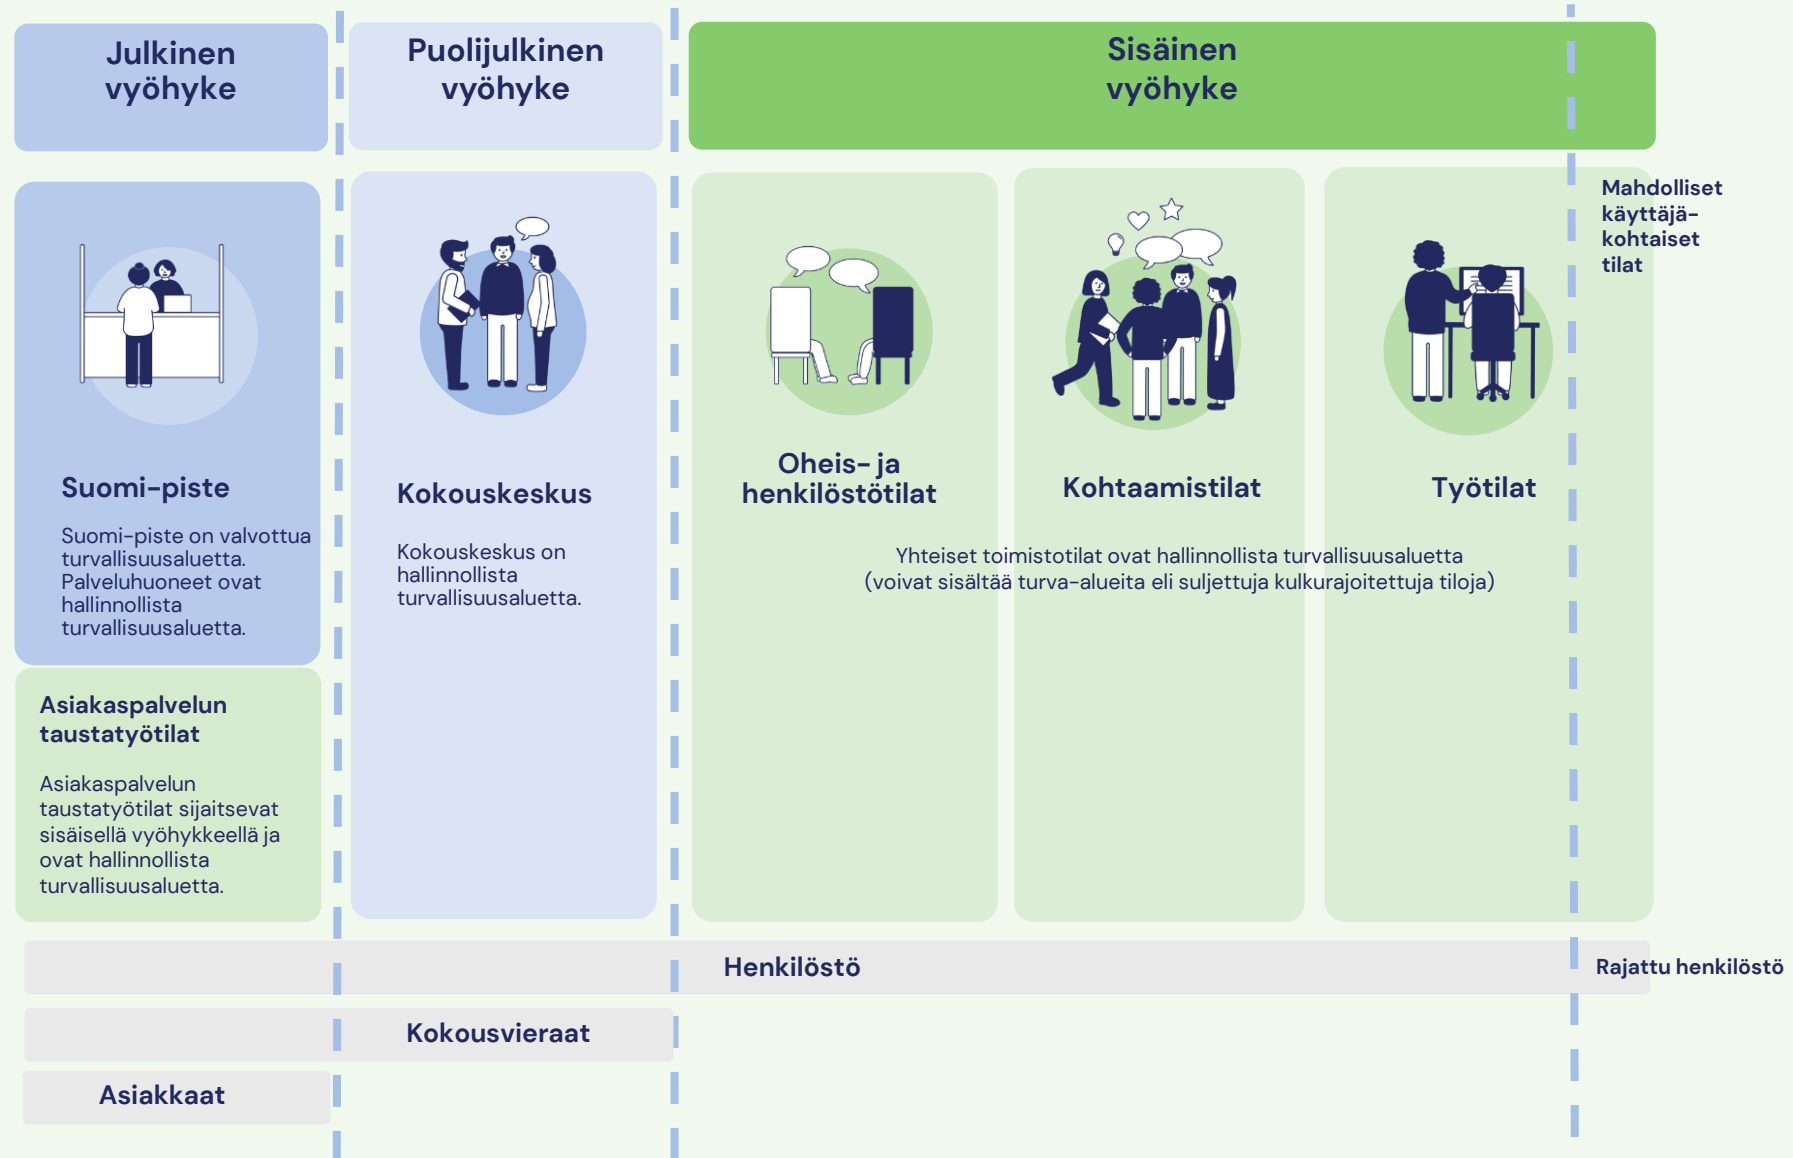 Julkinen
vyöhyke
Puolijulkinen
vyöhyke
Sisäinen
vyöhyke
Suomi-piste
Suomi-piste on valvottua
turvallisuusaluetta.
Palveluhuoneet ovat
hallinnollista
turvallisuusaluetta.
Asiakaspalvelun
taustatyötilat
Asiakaspalvelun
taustatyötilat sijaitsevat
sisäisellä vyöhykkeellä ja
ovat hallinnollista
turvallisuusaluetta.
Kokouskeskus
Kokouskeskus on
hallinnollista
turvallisuusaluetta.
Oheis- ja
henkilöstötilat
Kohtaamistilat
Työtilat
Yhteiset toimistotilat ovat hallinnollista turvallisuusaluetta
(voivat sisältää turva-alueita eli suljettuja kulkurajoitettuja tiloja)
Mahdolliset
käyttäjä-
kohtaiset
tilat
Henkilöstö
Rajattu henkilöstö
Kokousvieraat
Asiakkaat